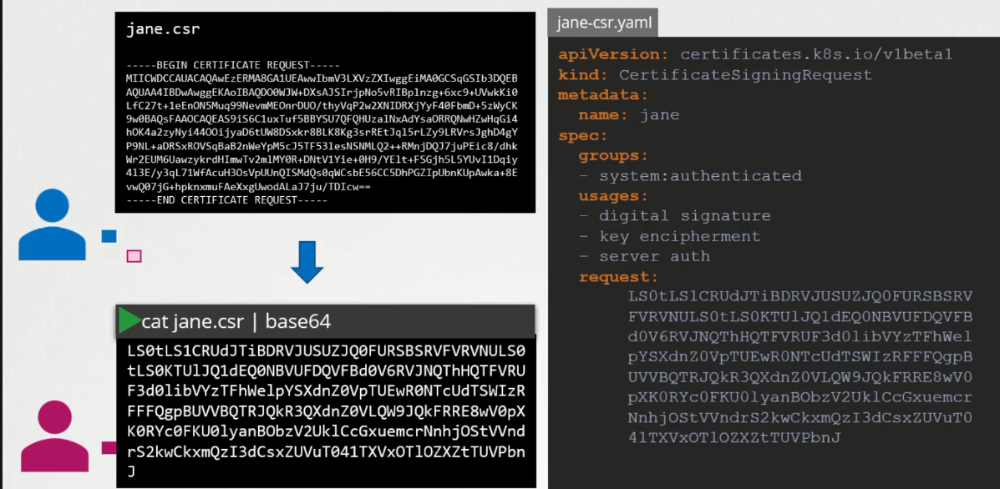 jane.csr
-----BEGIN CERTIFICATE REQUEST-----
MIICWDCCAUACAQAwEzERMA8GA1UEAwwIbmV3LXVzZXIwggEiMA0GCSqGSIb3DQEB
AQUAA4IBDwAwggEKAoIBAQDO0WJW+DXsAJSIrjpNo5vRIBplnzg+6xc9+UVwkKi0
LfC27t+1eEnON5Muq99NevmMEOnrDUO/thyVqP2w2XNIDRXjYyF40FbmD+5zWyCK
9w0BAQsFAAOCAQEAS9iS6C1uxTuf5BBYSU7QFQHUzalNxAdYsaORRQNwHZwHqGi4
hOK4a2zyNyi44OOijyaD6tUW8DSxkr8BLK8Kg3srREtJql5rLZy9LRVrsJghD4gY
P9NL+aDRSxROVSqBaB2nWeYpM5cJ5TF53lesNSNMLQ2++RMnjDQJ7juPEic8/dhk
Wr2EUM6UawzykrdHImwTv2mlMY0R+DNtV1Yie+0H9/YElt+FSGjh5L5YUvI1Dqiy
4l3E/y3qL71WfAcuH3OsVpUUnQISMdQs0qWCsbE56CC5DhPGZIpUbnKUpAwka+8E
vwQ07jG+hpknxmuFAeXxgUwodALaJ7ju/TDIcw==
-----END CERTIFICATE REQUEST-----
cat jane.csr | base64
LS0tLS1CRUdJTiBDRVJUSUZJQ0FURSBSRVFVRVNULS0
tLS0KTUlJQ1dEQ0NBVUFDQVFBd0V6RVJNQThHQTFVRU
F3d0libVYzTFhWelpYSXdnZ0VpTUEwR0NTcUdTSWIzR
FFFQgpBUVVBQTRJQkR3QXdnZ0VLQW9JQkFRRE8wV0pX
K0RYc0FKU0lyanBObzV2UklCcGxuemcrNnhjOStVVnd
rS2kwCkxmQzI3dCsxZUVuT041TXVxOTlOZXZtTUVPbn
J
jane-csr.yaml
apiVersion: certificates.k8s.io/v1beta1
kind: CertificateSigningRequest
metadata:
name: jane
spec:
groups:
- system:authenticated
usages:
- digital signature
- key encipherment
- server auth
request:
LS0tLS1CRUdJTiBDRVJUSUZJQ0FURSBSRV
FVRVNULS0tLS0KTUlJQ1dEQ0NBVUFDQVFB
d0V6RVJNQThHQTFVRUF3d0libVYzTFhWel
pYSXdnZ0VpTUEwR0NTcUdTSWIzRFFFQgpB
UVVBQTRJQkR3QXdnZ0VLQW9JQkFRRE8wV0
pXK0RYc0FKU0lyanBObzV2UklCcGxuemcr
NnhjOStVVndrS2kwCkxmQzI3dCsxZUVuT0
41TXVxOTlOZXZtTUVPbnJ